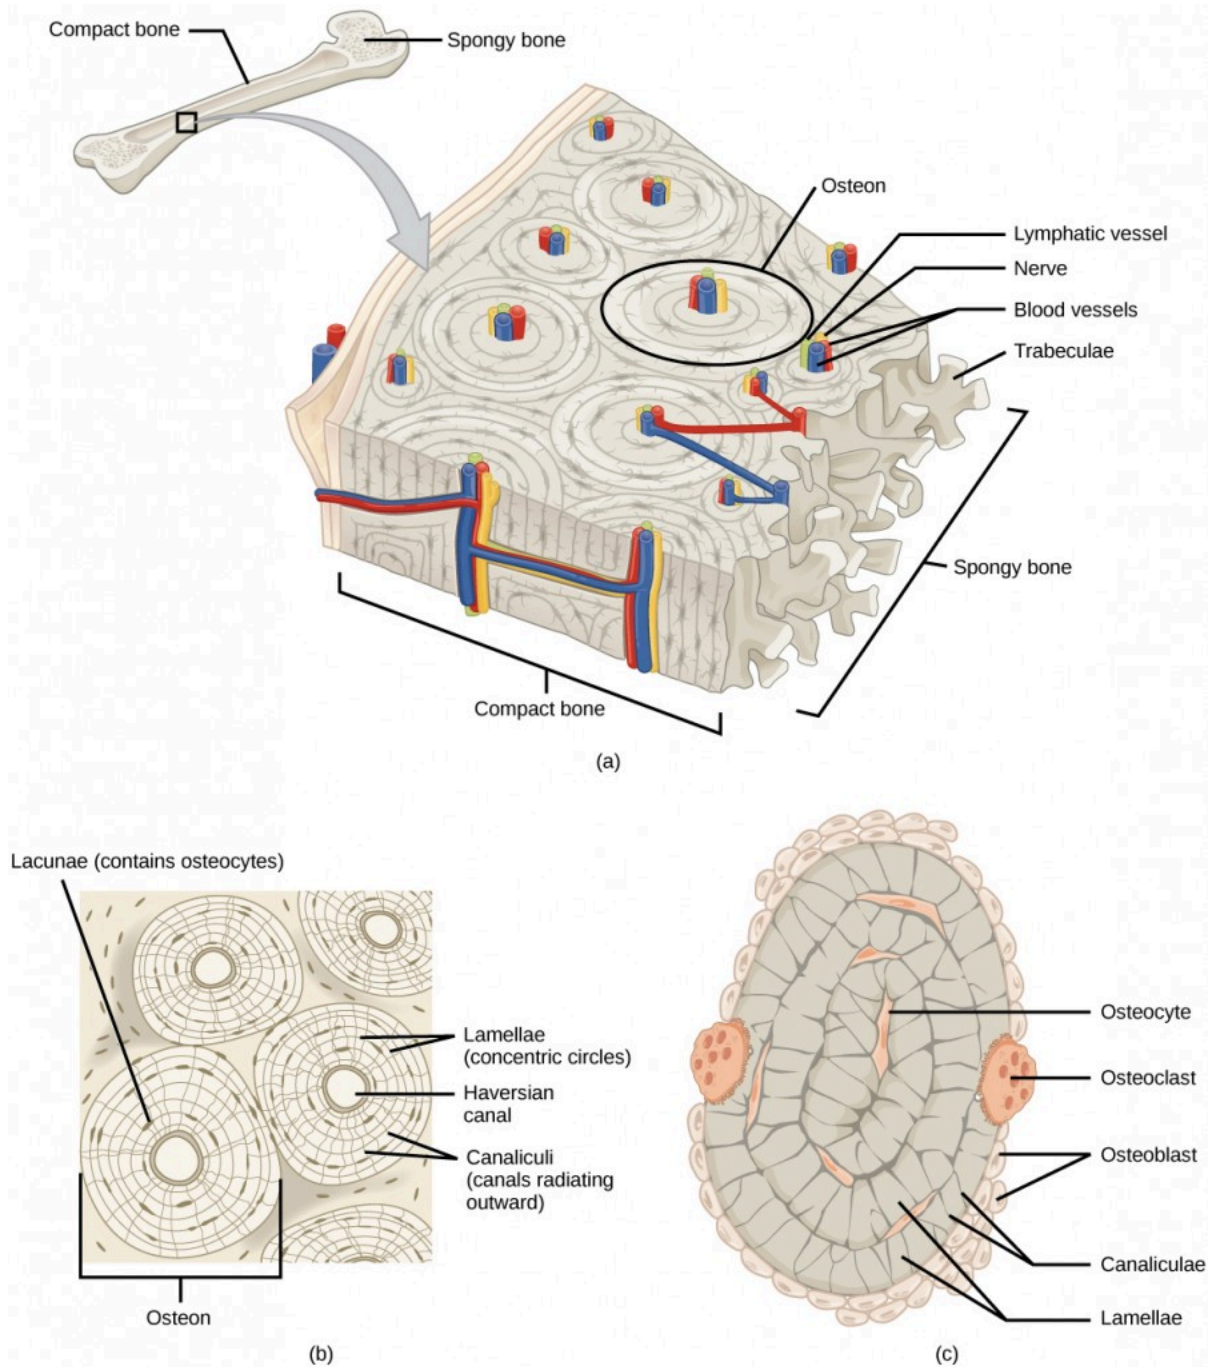 Compact bone
Spongy bone
Osteon
Lymphatic vessel
Nerve
Blood vessels
Trabeculae
Spongy bone
Compact bone
(a)
Lacunae (contains osteocytes)
Lamellae
(concentric circles)
Haversian
canal
Canaliculi
(canals radiating
outward)
Osteon
(b)
Osteocyte
Osteoclast
Osteoblast
Canaliculae
Lamellae
(c)